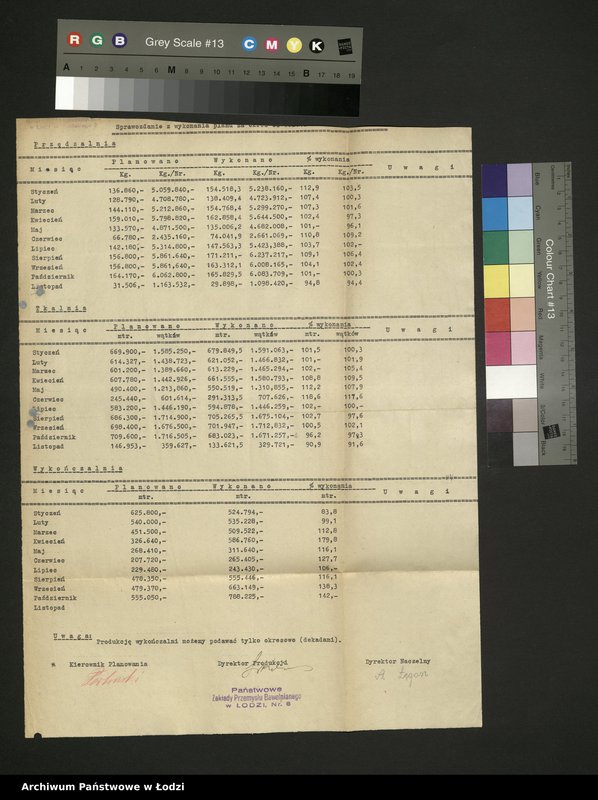 R G B Grey Scale #13 C M Y K
A 1 2 3 4 5 6 M 8 9 10 11 12 13 14 15 B 17 18 19
Sprawozdanie z wykonania planu za okres
Przędzalnia
Miesiąc Planowano Wykonano % wykonania Uwagi
Kg. Kg./Nr. Kg. Kg./Nr. Kg. Kg./Nr.
Styczeń 136.860,- 5.059.840,- 154.518,3 5.238.160,- 112,9 103,5
Luty 128.790,- 4.708.780,- 138.409,4 4.723.912,- 107,4 100,3
Marzec 144.110,- 5.212.860,- 154.768,4 5.299.270,- 107,3 101,6
Kwiecień 159.010,- 5.798.820,- 162.858,4 5.644.500,- 102,4 97,3
Maj 133.570,- 4.871.500,- 135.006,2 4.682.008,- 101,- 96,1
Czerwiec 66.780,- 2.435.160,- 74.041,9 2.661.069,- 110,8 109,2
Lipiec 142.180,- 5.314.800,- 147.563,3 5.423.388,- 103,7 102,-
Sierpień 156.800,- 5.861.640,- 171.211,- 6.237.217,- 109,1 106,4
Wrzesień 156.800,- 5.861.640,- 163.312,1 6.008.165,- 104,1 102,4
Październik 164.170,- 6.062.800,- 165.829,5 6.083.709,- 101,- 100,3
Listopad 31.506,- 1.163.532,- 29.898,- 1.098.420,- 94,8 94,4
Tkalnia
Miesiąc Planowano Wykonano % wykonania Uwagi
mtr. wątków mtr. wątków mtr. wątków
Styczeń 669.900,- 1.585.250,- 679.849,5 1.591.063,- 101,5 100,3
Luty 614.327,- 1.438.723,- 621.052,- 1.466.832,- 101,- 101,9
Marzec 601.200,- 1.389.660,- 613.229,- 1.465.294,- 102,- 105,4
Kwiecień 607.780,- 1.442.926,- 661.555,- 1.580.793,- 108,8 109,5
Maj 490.400,- 1.213.860,- 550.519,- 1.310.855,- 112,2 107,9
Czerwiec 245.440,- 601.614,- 291.313,5 707.626,- 118,6 117,6
Lipiec 583.200,- 1.446.190,- 594.878,- 1.446.259,- 102,- 100,-
Sierpień 686.300,- 1.714.900,- 705.265,5 1.675.104,- 102,7 97,6
Wrzesień 698.400,- 1.676.500,- 701.947,- 1.712.832,- 100,5 102,1
Październik 709.600,- 1.716.505,- 683.023,- 1.671.257,- 96,2 97,3
Listopad 146.953,- 359.627,- 133.621,5 329.721,- 90,9 91,6
Wykończalnia
Miesiąc Planowano Wykonano % wykonania Uwagi
mtr. mtr. mtr.
Styczeń 625.800,- 524.794,- 83,8
Luty 540.000,- 535.228,- 99,1
Marzec 451.500,- 509.522,- 112,8
Kwiecień 326.640,- 586.760,- 179,8
Maj 268.410,- 311.640,- 116,1
Czerwiec 207.720,- 265.405,- 127,7
Lipiec 229.480,- 243.430,- 106,-
Sierpień 478.350,- 555.446,- 116,1
Wrzesień 479.370,- 663.149,- 138,3
Październik 555.050,- 788.225,- 142,-
Listopad
Uwaga: Produkcję wykończalni możemy podawać tylko okresowo (dekadami).
Kierownik Planowania Dyrektor Produkcji Dyrektor Naczelny
Państwowe
Zakłady Przemysłu Bawełnianego
w ŁODZI, Nr. 8
Colour Chart #13
Blue Cyan Green Yellow Red Magenta White 3/Color Black
Archiwum Państwowe w Łodzi